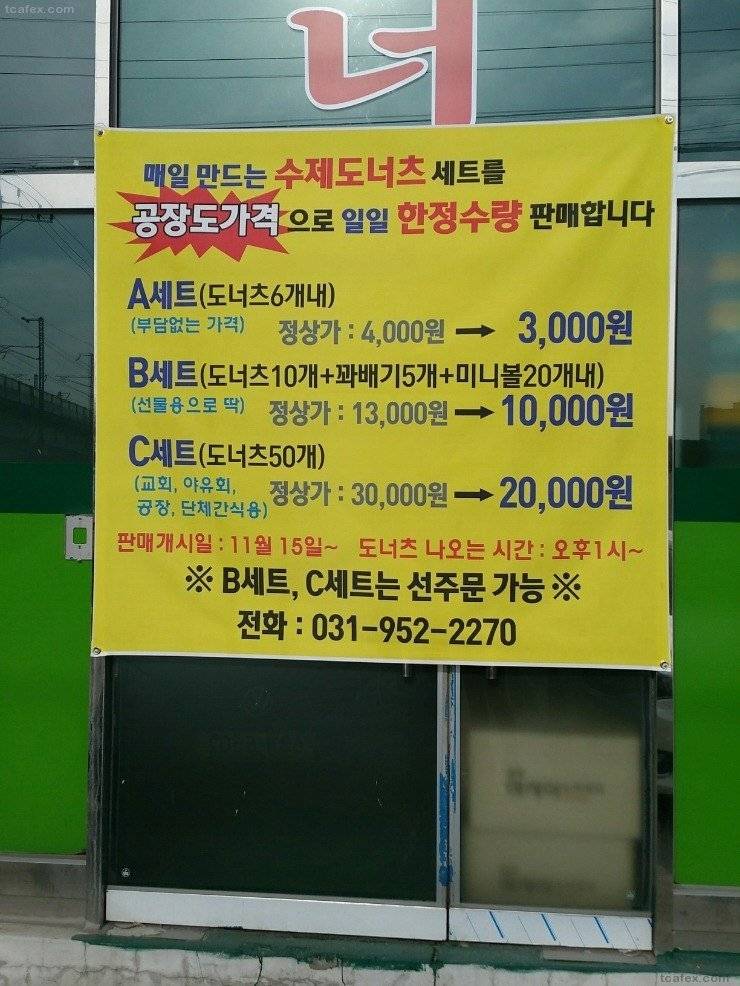 tcafex.com
너
매일 만드는 수제도너츠 세트를
공장도가격으로 일일 한정수량 판매합니다
A세트(도너츠6개내)
(부담없는 가격) 정상가 : 4,000원 → 3,000원
B세트(도너츠10개+꽈배기5개+미니볼20개내)
(선물용으로 딱) 정상가 : 13,000원 → 10,000원
C세트(도너츠50개)
(교회, 야유회,
공장, 단체간식용) 정상가 : 30,000원 → 20,000원
판매개시일 : 11월 15일~ 도너츠 나오는 시간 : 오후1시~
※ B세트, C세트는 선주문 가능 ※
전화 : 031-952-2270
tcafex.com